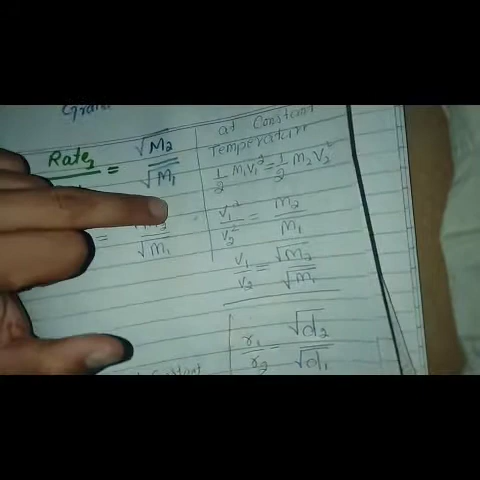 Rate₁ = √M₂
√M₁
= √M₁
at Constant
Temperature
½ M₁V₁² = ½ M₂V₂²
V₁² / V₂² = M₂ / M₁
V₁ / V₂ = √M₂ / √M₁
r₁ / r₂ = √d₂ / √d₁